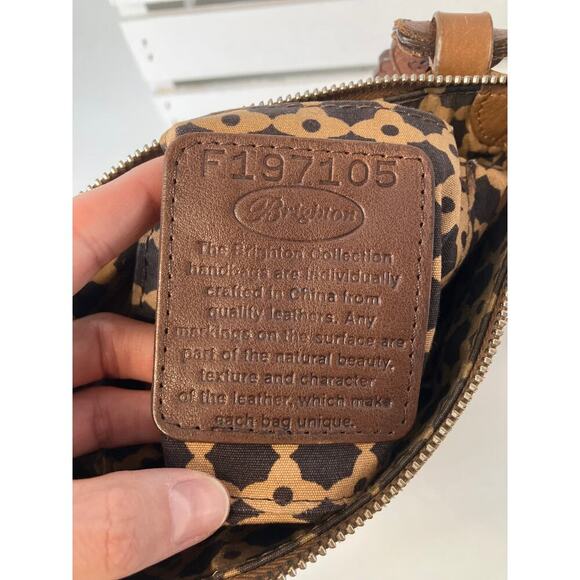 F197105
Brighton
The Brighton Collection
handbags are individually
crafted in China from
quality leathers. Any
markings on the surface are
part of the natural beauty,
texture and character
of the leather, which make
each bag unique.